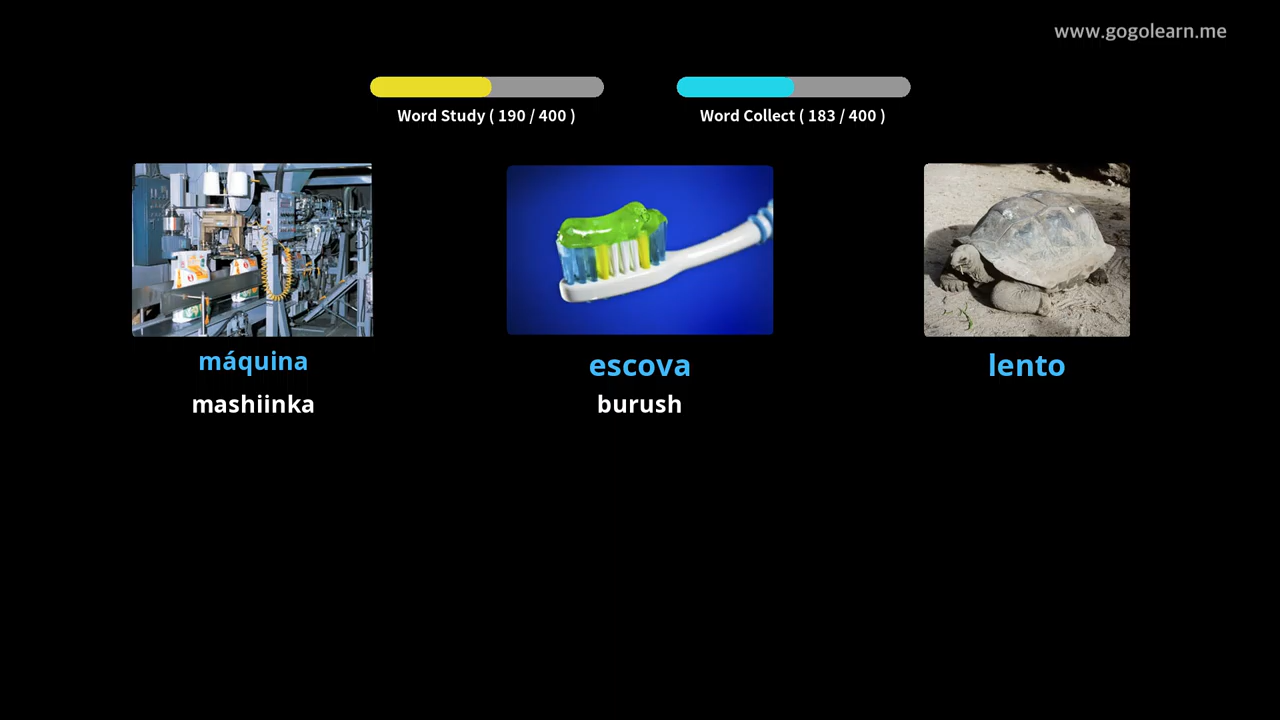 www.gogolearn.me
Word Study ( 190 / 400 )
Word Collect ( 183 / 400 )
máquina
mashiinka
escova
burush
lento